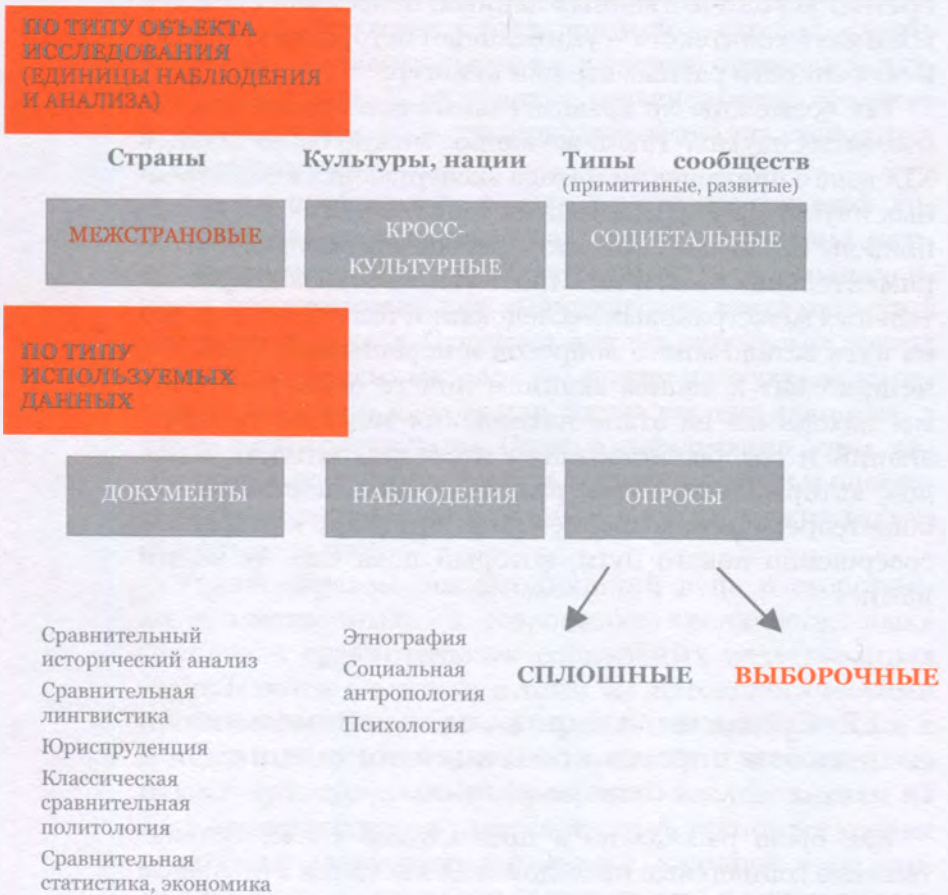 ПО ТИПУ ОБЪЕКТА
ИССЛЕДОВАНИЯ
(ЕДИНИЦЫ НАБЛЮДЕНИЯ
И АНАЛИЗА)
Страны
Культуры, нации
Типы сообществ
(примитивные, развитые)
МЕЖСТРАНОВЫЕ
КРОСС-
КУЛЬТУРНЫЕ
СОЦИЕТАЛЬНЫЕ
ПО ТИПУ
ИСПОЛЬЗУЕМЫХ
ДАННЫХ
ДОКУМЕНТЫ
НАБЛЮДЕНИЯ
ОПРОСЫ
Сравнительный
исторический анализ
Сравнительная
лингвистика
Юриспруденция
Классическая
сравнительная
политология
Сравнительная
статистика, экономика
Этнография
Социальная
антропология
Психология
СПЛОШНЫЕ
ВЫБОРОЧНЫЕ